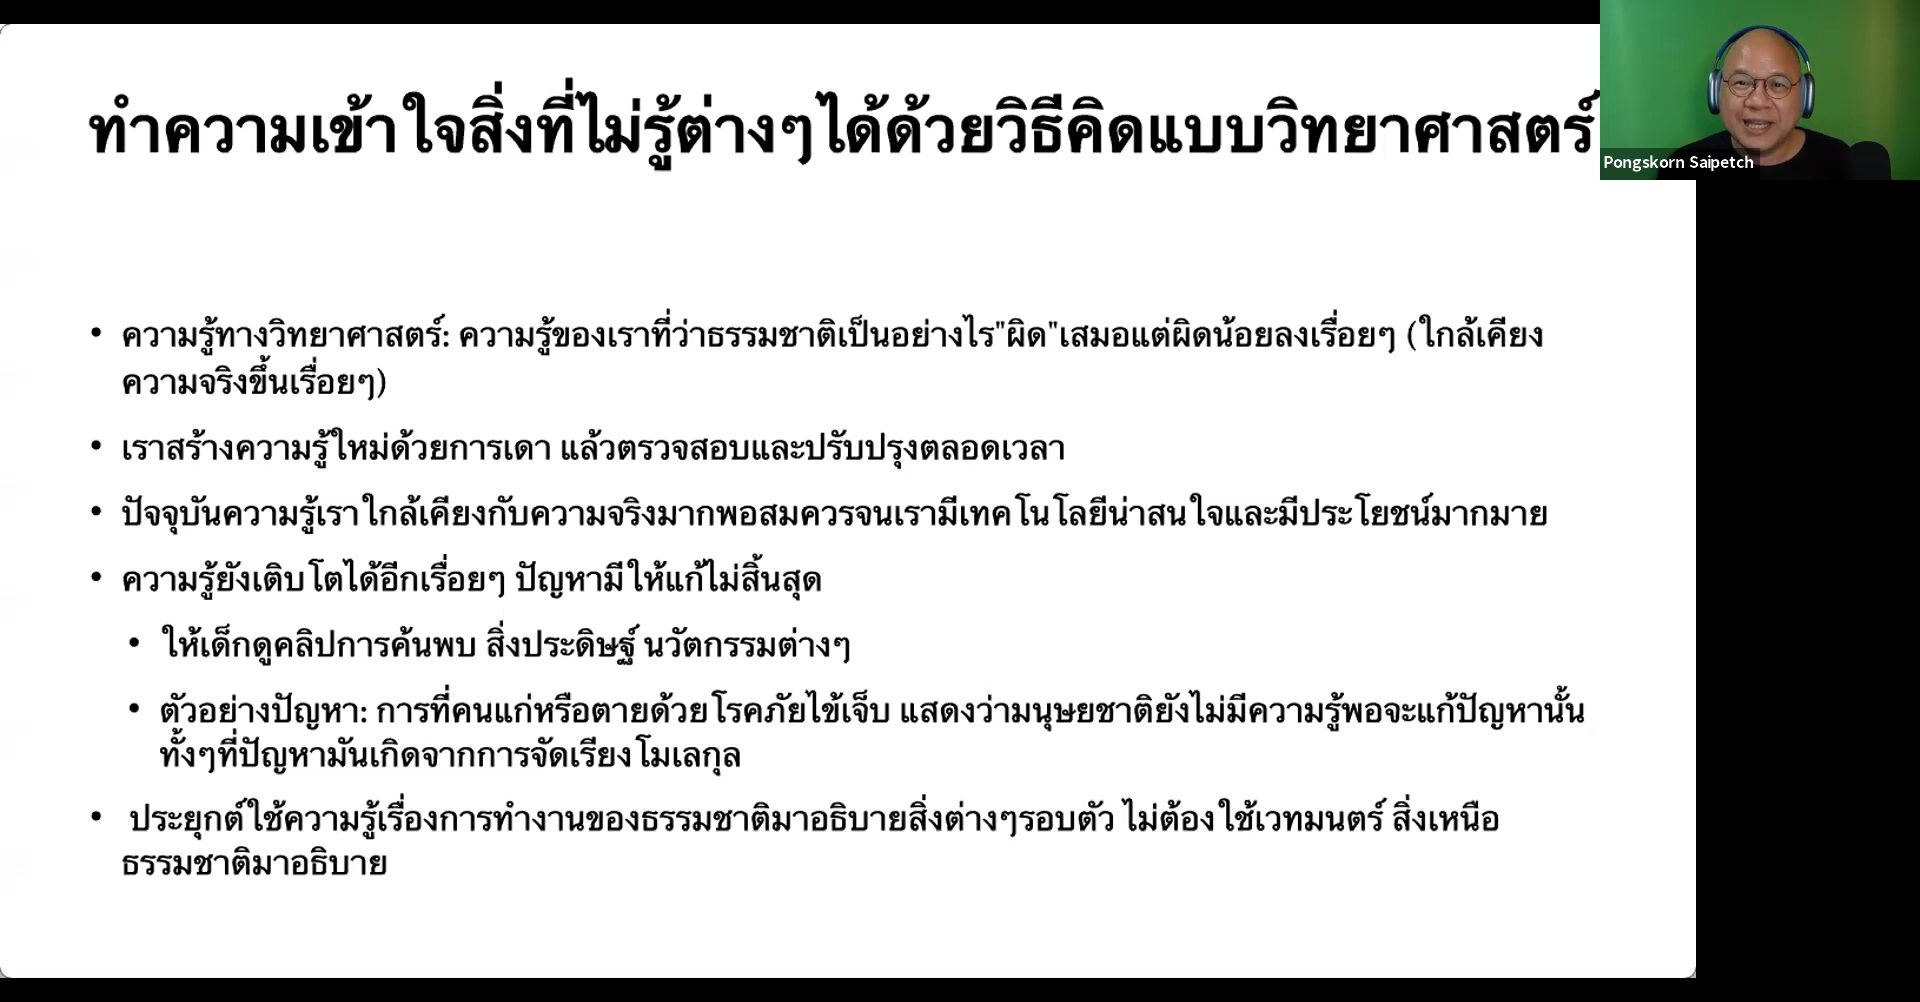 ทำความเข้าใจสิ่งที่ไม่รู้ต่างๆได้ด้วยวิธีคิดแบบวิทยาศาสตร์
Pongskorn Saipetch
• ความรู้ทางวิทยาศาสตร์: ความรู้ของเราที่ว่าธรรมชาติเป็นอย่างไร"ผิด"เสมอแต่ผิดน้อยลงเรื่อยๆ (ใกล้เคียง
ความจริงขึ้นเรื่อยๆ)
• เราสร้างความรู้ใหม่ด้วยการเดา แล้วตรวจสอบและปรับปรุงตลอดเวลา
• ปัจจุบันความรู้เราใกล้เคียงกับความจริงมากพอสมควรจนเรามีเทคโนโลยีน่าสนใจและมีประโยชน์มากมาย
• ความรู้ยังเติบโตได้อีกเรื่อยๆ ปัญหามีให้แก้ไม่สิ้นสุด
• ให้เด็กดูคลิปการค้นพบ สิ่งประดิษฐ์ นวัตกรรมต่างๆ
• ตัวอย่างปัญหา: การที่คนแก่หรือตายด้วยโรคภัยไข้เจ็บ แสดงว่ามนุษยชาติยังไม่มีความรู้พอจะแก้ปัญหานั้น
ทั้งๆที่ปัญหามันเกิดจากการจัดเรียงโมเลกุล
• ประยุกต์ใช้ความรู้เรื่องการทำงานของธรรมชาติมาอธิบายสิ่งต่างๆรอบตัว ไม่ต้องใช้เวทมนตร์ สิ่งเหนือ
ธรรมชาติมาอธิบาย